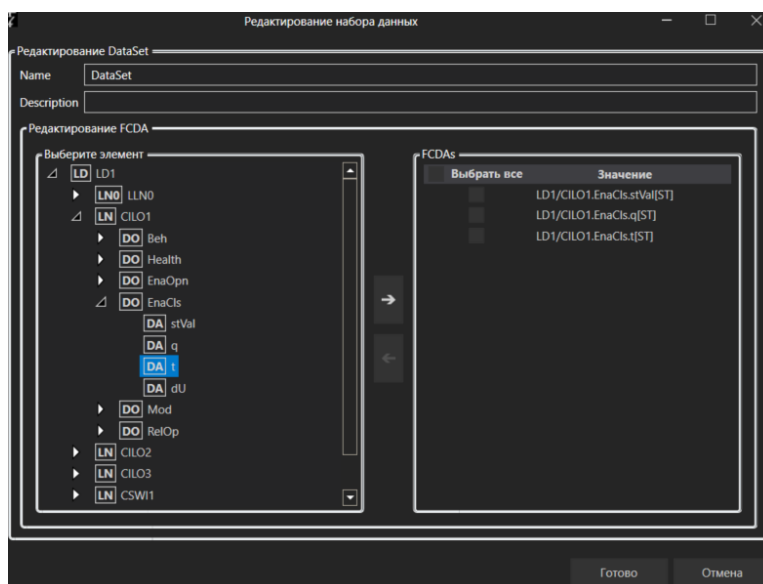 Редактирование набора данных
Редактирование DataSet
Name DataSet
Description
Редактирование FCDA
Выберите элемент
LD LD1
LN0 LLN0
LN CILO1
DO Beh
DO Health
DO EnaOpn
DO EnaCls
DA stVal
DA q
DA t
DA dU
DO Mod
DO RelOp
LN CILO2
LN CILO3
LN CSWI1
FCDAs
Выбрать все Значение
LD1/CILO1.EnaCls.stVal[ST]
LD1/CILO1.EnaCls.q[ST]
LD1/CILO1.EnaCls.t[ST]
Готово Отмена